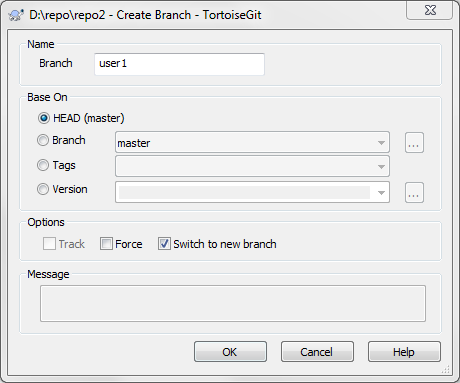 D:\repo\repo2 - Create Branch - TortoiseGit
Name
Branch user1
Base On
HEAD (master)
Branch master ...
Tags
Version ...
Options
Track Force Switch to new branch
Message
OK Cancel Help